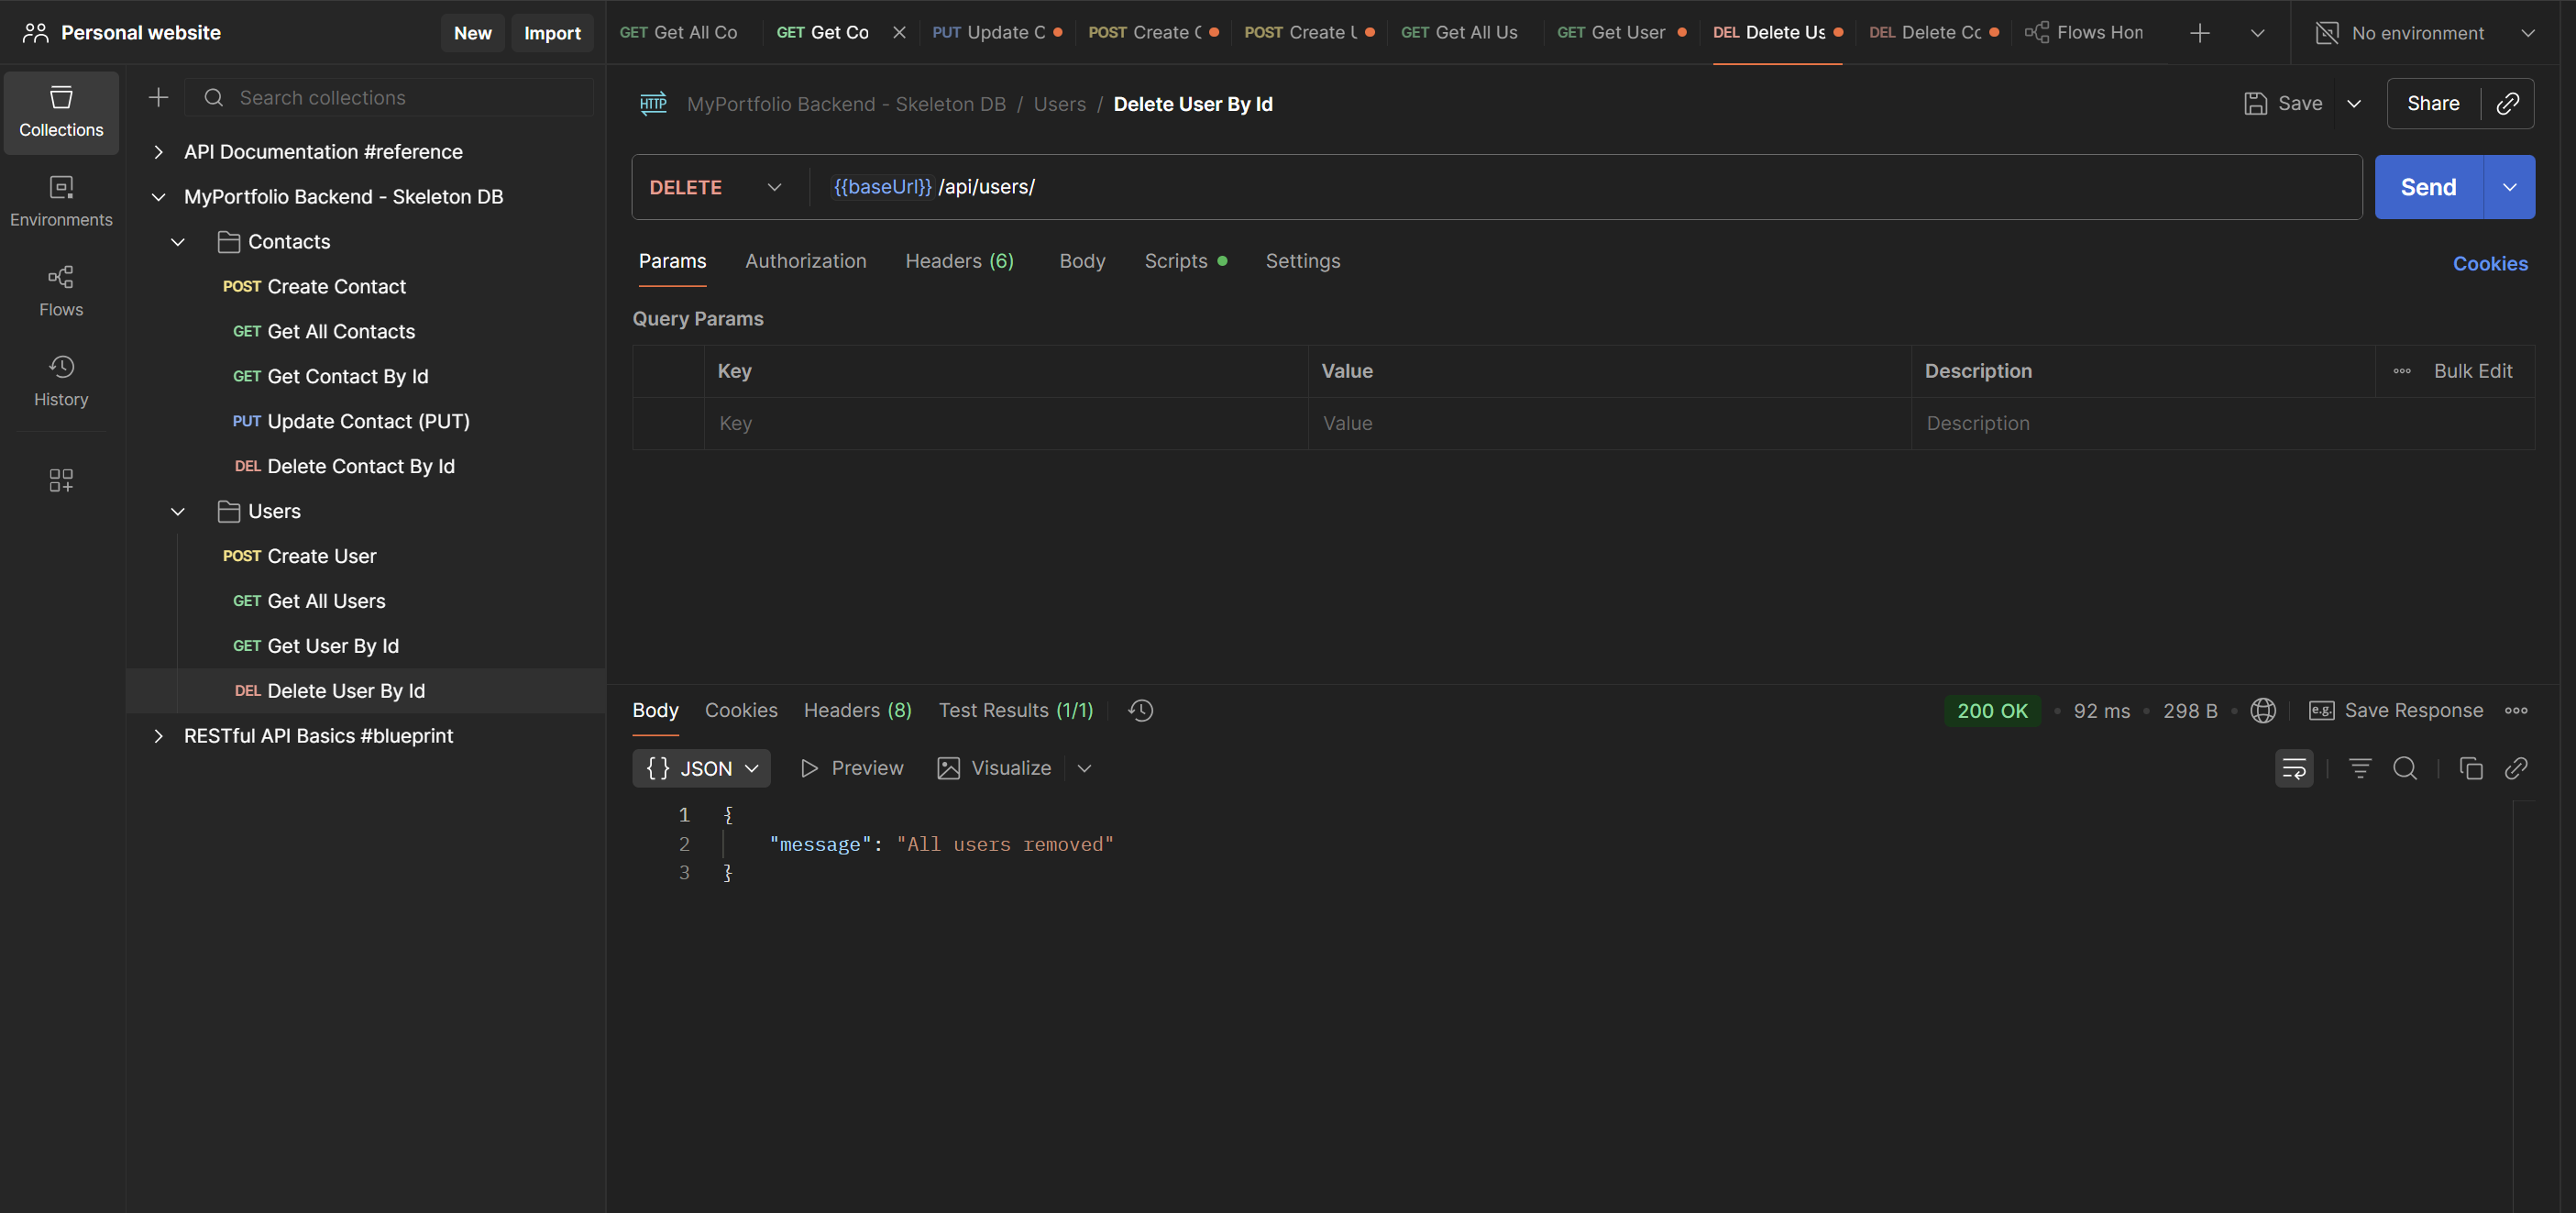 Personal website
New
Import
GET Get All Co
GET Get Co
PUT Update C
POST Create C
POST Create U
GET Get All Us
GET Get User
DEL Delete Us
DEL Delete Co
Flows Hom
No environment
Collections
Environments
Flows
History
Search collections
API Documentation #reference
MyPortfolio Backend - Skeleton DB
Contacts
POST Create Contact
GET Get All Contacts
GET Get Contact By Id
PUT Update Contact (PUT)
DEL Delete Contact By Id
Users
POST Create User
GET Get All Users
GET Get User By Id
DEL Delete User By Id
RESTful API Basics #blueprint
HTTP MyPortfolio Backend - Skeleton DB / Users / Delete User By Id
Save
Share
DELETE
{{baseUrl}} /api/users/
Send
Params
Authorization
Headers (6)
Body
Scripts
Settings
Cookies
Query Params
Key Value Description Bulk Edit
Key Value Description
Body
Cookies
Headers (8)
Test Results (1/1)
200 OK • 92 ms • 298 B
e.g. Save Response
{} JSON
Preview
Visualize
1 {
2 "message": "All users removed"
3 }